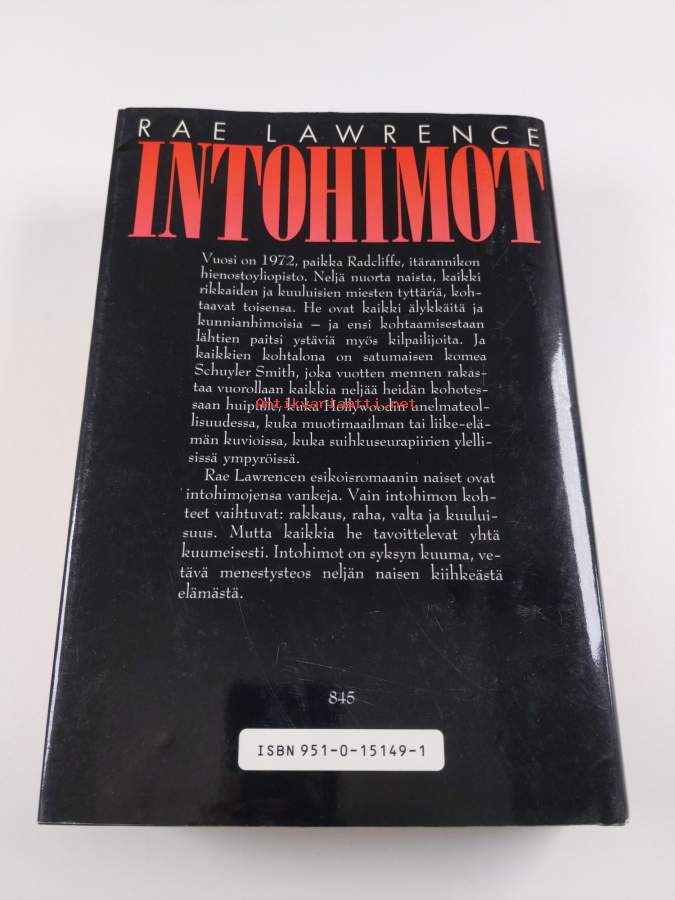 RAE LAWRENCE
INTOHIMOT
Vuosi on 1972, paikka Radcliffe, itärannikon
hienostoyliopisto. Neljä nuorta naista, kaikki
rikkaiden ja kuuluisien miesten tyttäriä, koh-
taavat toisensa. He ovat kaikki älykkäitä ja
kunnianhimoisia – ja ensi kohtaamisestaan
lähtien paitsi ystäviä myös kilpailijoita. Ja
kaikkien kohtalona on satumaisen komea
Schuyler Smith, joka vuotten mennen rakas-
taa vuorollaan kaikkia neljää heidän kohotes-
saan huipulle, kuka Hollywoodin unelmateol-
Antikvariaatti.net
lisuudessa, kuka muotimaailman tai liike-elä-
män kuvioissa, kuka suihkuseurapiirien ylelli-
sissä ympyröissä.
Rae Lawrencen esikoisromaanin naiset ovat
intohimojensa vankeja. Vain intohimon koh-
teet vaihtuvat: rakkaus, raha, valta ja kuului-
suus. Mutta kaikkia he tavoittelevat yhtä
kuumeisesti. Intohimot on syksyn kuuma, ve-
tävä menestysteos neljän naisen kiihkeästä
elämästä.
845
ISBN 951-0-15149-1